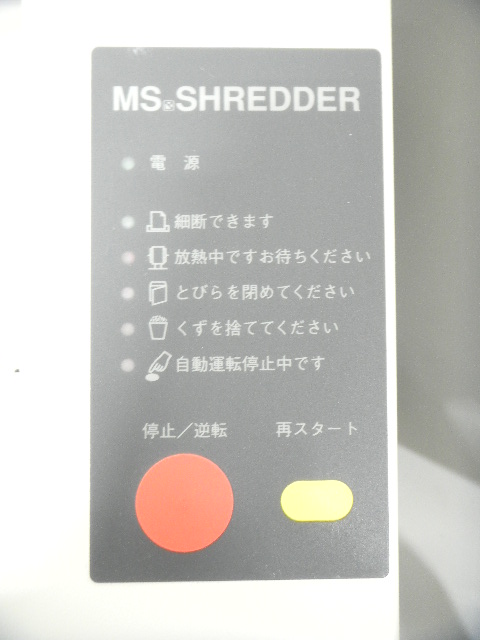 MS SHREDDER
電 源
細断できます
放熱中ですお待ちください
とびらを閉めてください
くずを捨ててください
自動運転停止中です
停止／逆転 再スタート